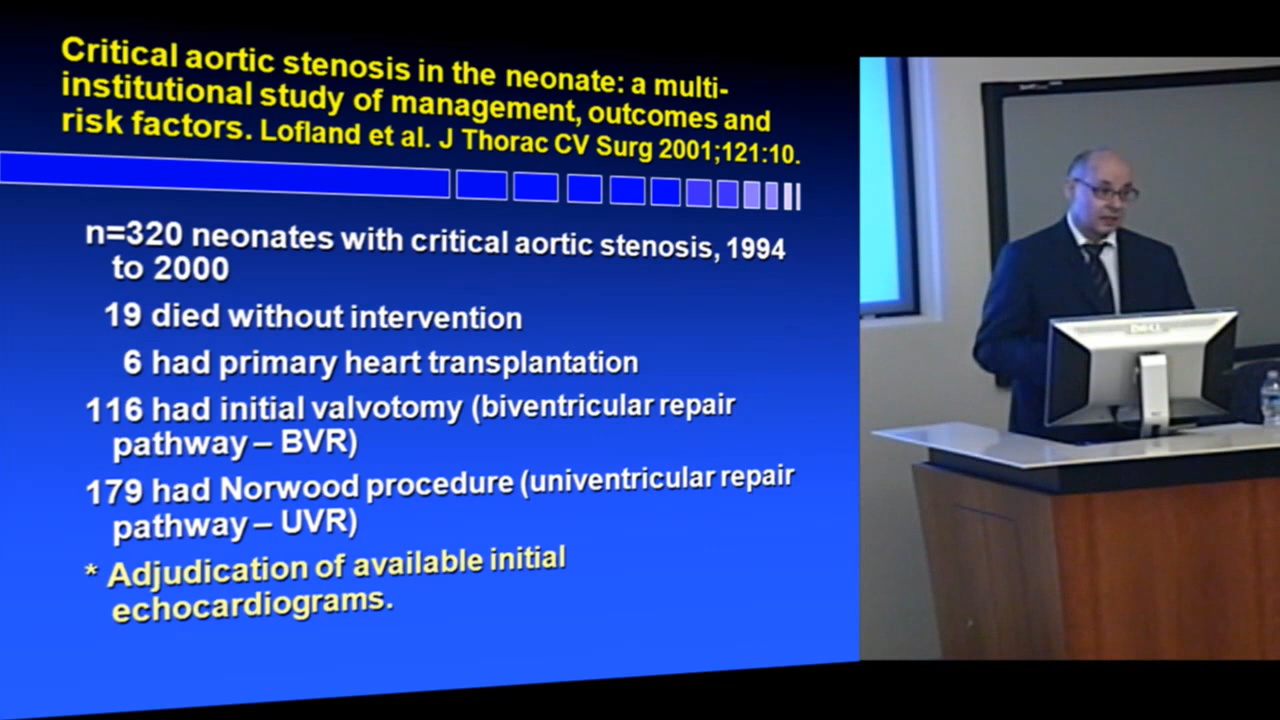 Critical aortic stenosis in the neonate: a multi-
institutional study of management, outcomes and
risk factors. Lofland et al. J Thorac CV Surg 2001;121:10.
n=320 neonates with critical aortic stenosis, 1994
to 2000
19 died without intervention
6 had primary heart transplantation
116 had initial valvotomy (biventricular repair
pathway – BVR)
179 had Norwood procedure (univentricular repair
pathway – UVR)
* Adjudication of available initial
echocardiograms.
DELL